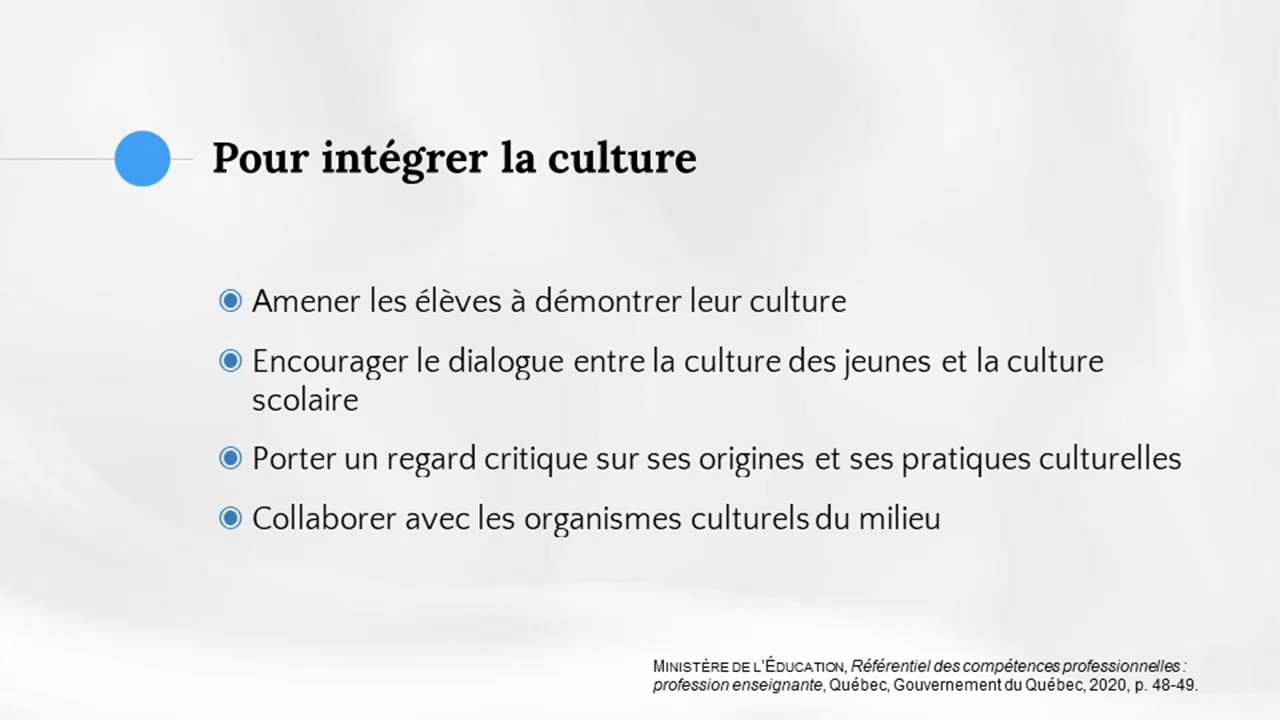 Pour intégrer la culture
Amener les élèves à démontrer leur culture
Encourager le dialogue entre la culture des jeunes et la culture
scolaire
Porter un regard critique sur ses origines et ses pratiques culturelles
Collaborer avec les organismes culturels du milieu
MINISTÈRE DE L'ÉDUCATION, Référentiel des compétences professionnelles :
profession enseignante, Québec, Gouvernement du Québec, 2020, p. 48-49.